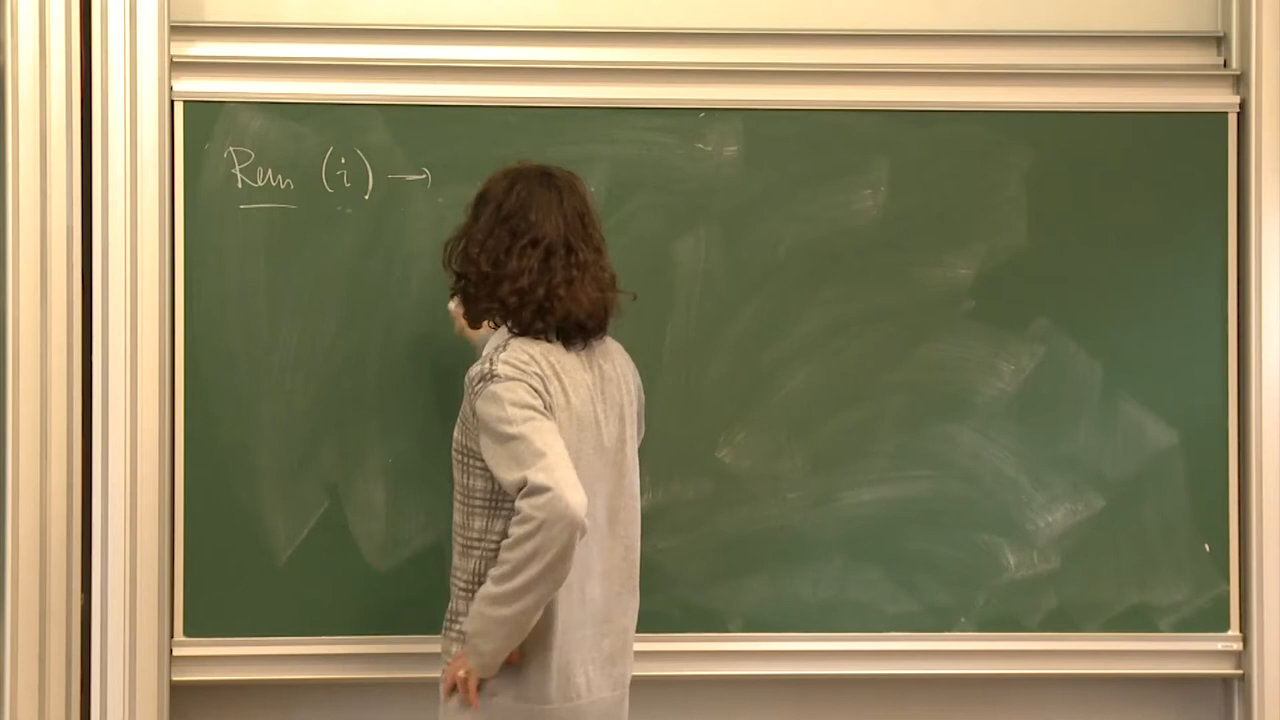 Rem (i) →